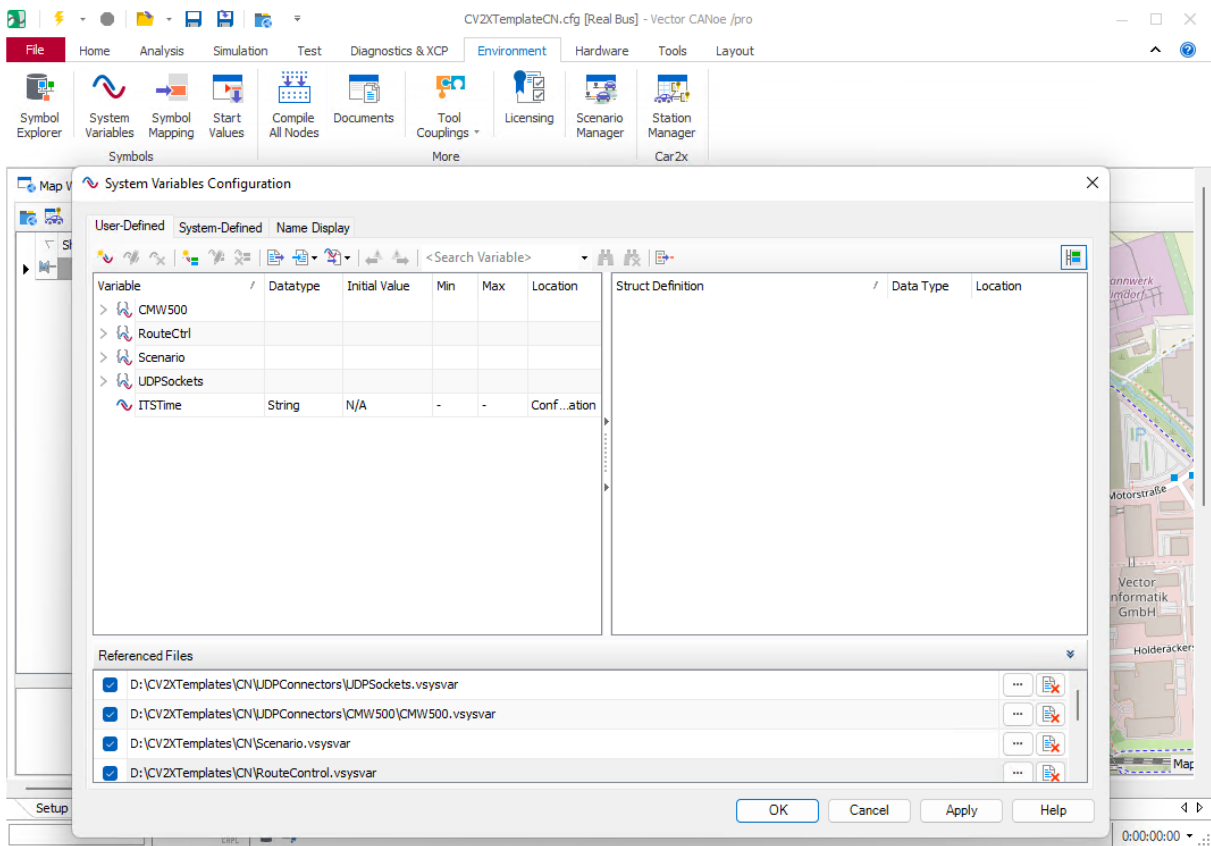 CV2XTemplateCN.cfg [Real Bus] - Vector CANoe /pro
File Home Analysis Simulation Test Diagnostics & XCP Environment Hardware Tools Layout
Symbol Explorer
System Variables
Symbol Mapping
Start Values
Compile All Nodes
Documents
Tool Couplings
Licensing
Scenario Manager
Station Manager
Symbols More Car2x
Map
System Variables Configuration
User-Defined System-Defined Name Display
<Search Variable>
Variable Datatype Initial Value Min Max Location Struct Definition Data Type Location
CMW500
RouteCtrl
Scenario
UDPSockets
ITSTime String N/A - - Conf...ation
Motorstraße
Vector
nformatik
GmbH
Holderäcker
Map
Referenced Files
D:\CV2XTemplates\CN\UDPConnectors\UDPSockets.vsysvar
D:\CV2XTemplates\CN\UDPConnectors\CMW500\CMW500.vsysvar
D:\CV2XTemplates\CN\Scenario.vsysvar
D:\CV2XTemplates\CN\RouteControl.vsysvar
OK Cancel Apply Help
Setup
0:00:00:00